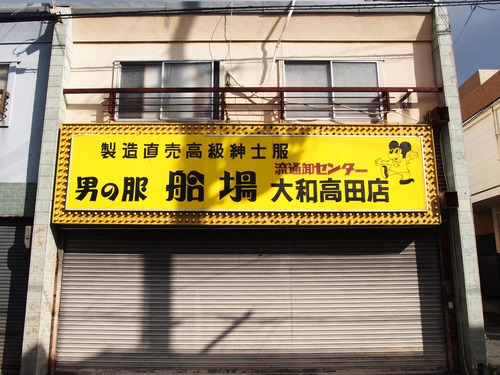 製造直売高級紳士服
男の服 船場 流通卸センター
大和高田店